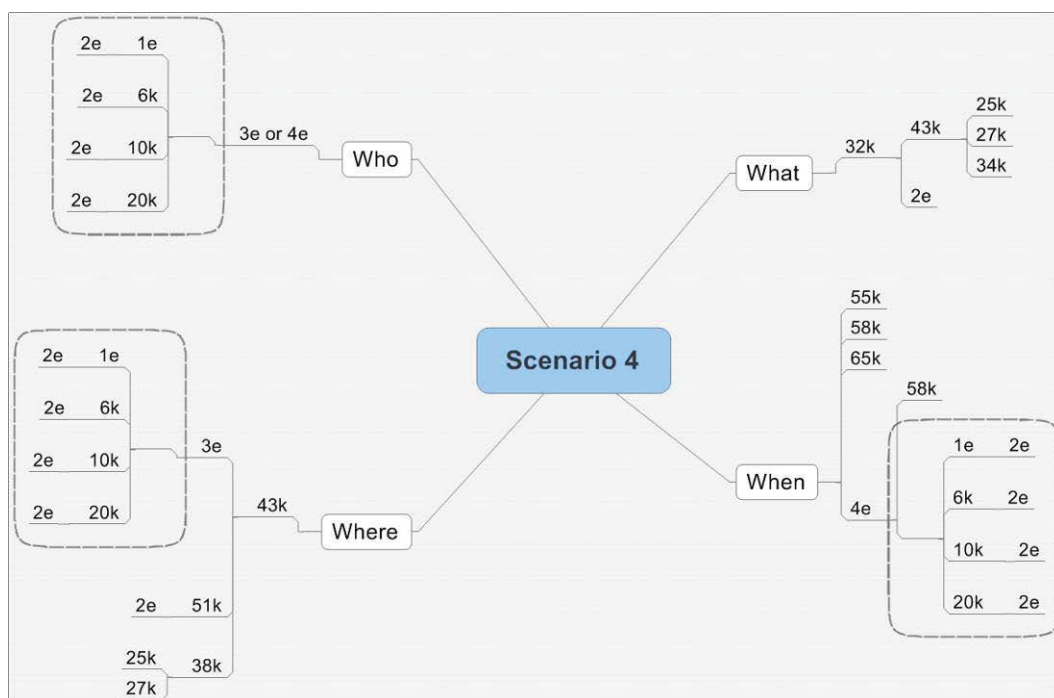 2e 1e
2e 6k
2e 10k
2e 20k
3e or 4e
Who
What
32k
43k
25k
27k
34k
2e
Scenario 4
2e 1e
2e 6k
2e 10k
2e 20k
3e
43k
Where
2e 51k
25k
27k
38k
When
55k
58k
65k
4e
58k
1e 2e
6k 2e
10k 2e
20k 2e